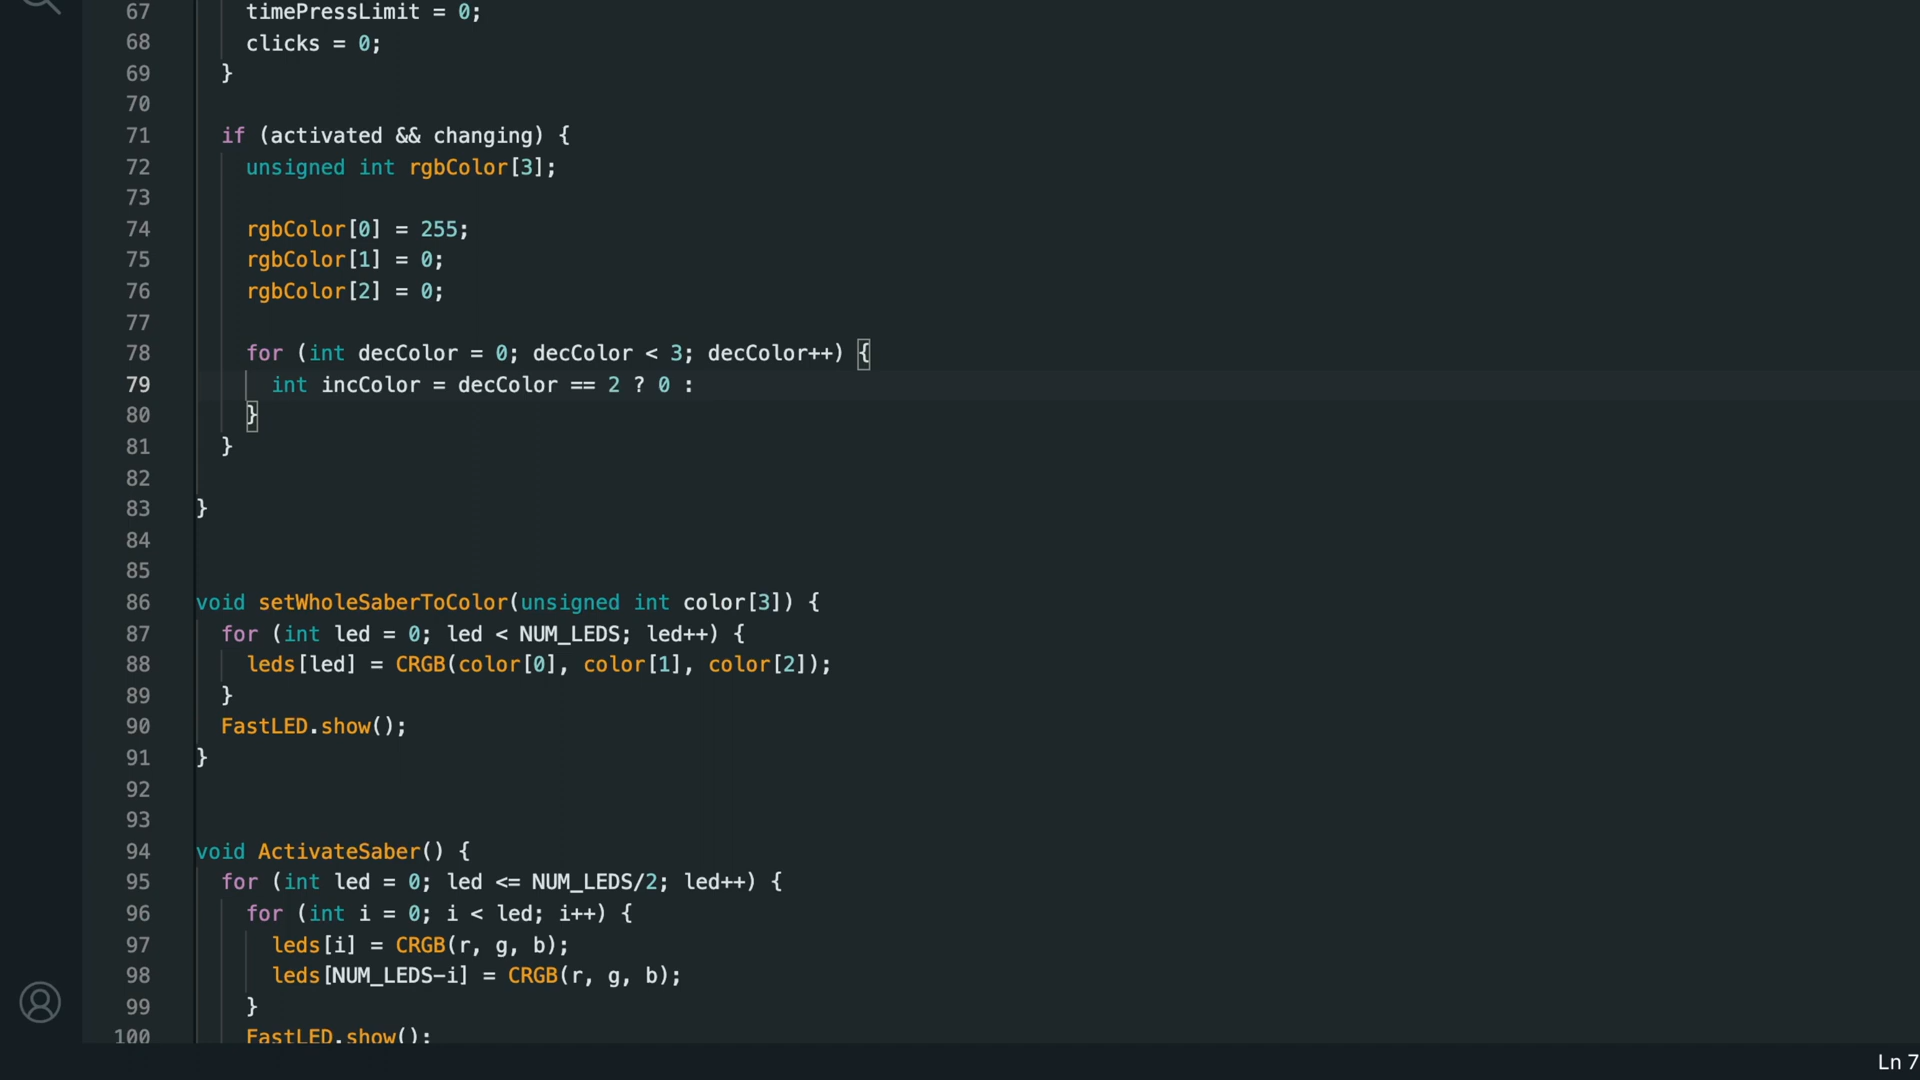 67 timePressLimit = 0;
68 clicks = 0;
69 }
70
71 if (activated && changing) {
72 unsigned int rgbColor[3];
73
74 rgbColor[0] = 255;
75 rgbColor[1] = 0;
76 rgbColor[2] = 0;
77
78 for (int decColor = 0; decColor < 3; decColor++) {
79 int incColor = decColor == 2 ? 0 :
80 }
81 }
82
83 }
84
85
86 void setWholeSaberToColor(unsigned int color[3]) {
87 for (int led = 0; led < NUM_LEDS; led++) {
88 leds[led] = CRGB(color[0], color[1], color[2]);
89 }
90 FastLED.show();
91 }
92
93
94 void ActivateSaber() {
95 for (int led = 0; led <= NUM_LEDS/2; led++) {
96 for (int i = 0; i < led; i++) {
97 leds[i] = CRGB(r, g, b);
98 leds[NUM_LEDS-i] = CRGB(r, g, b);
99 }
100 FastLED.show();
Ln 7